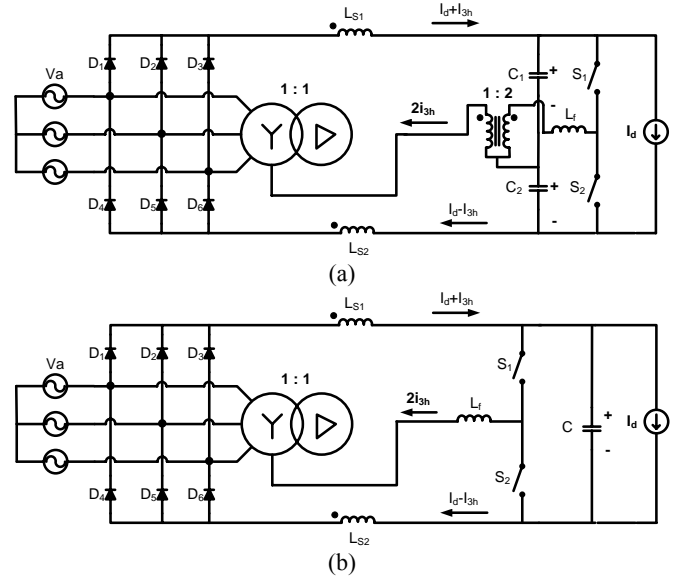 L_S1 I_d+I_3h
Va D_1 D_2 D_3 1 : 1 2i_3h 1 : 2 C_1 + - L_f S_1 I_d
D_4 D_5 D_6 C_2 + - S_2
L_S2 I_d-I_3h
(a)
L_S1 I_d+I_3h
Va D_1 D_2 D_3 1 : 1 2i_3h L_f S_1 C + - I_d
D_4 D_5 D_6 S_2
L_S2 I_d-I_3h
(b)